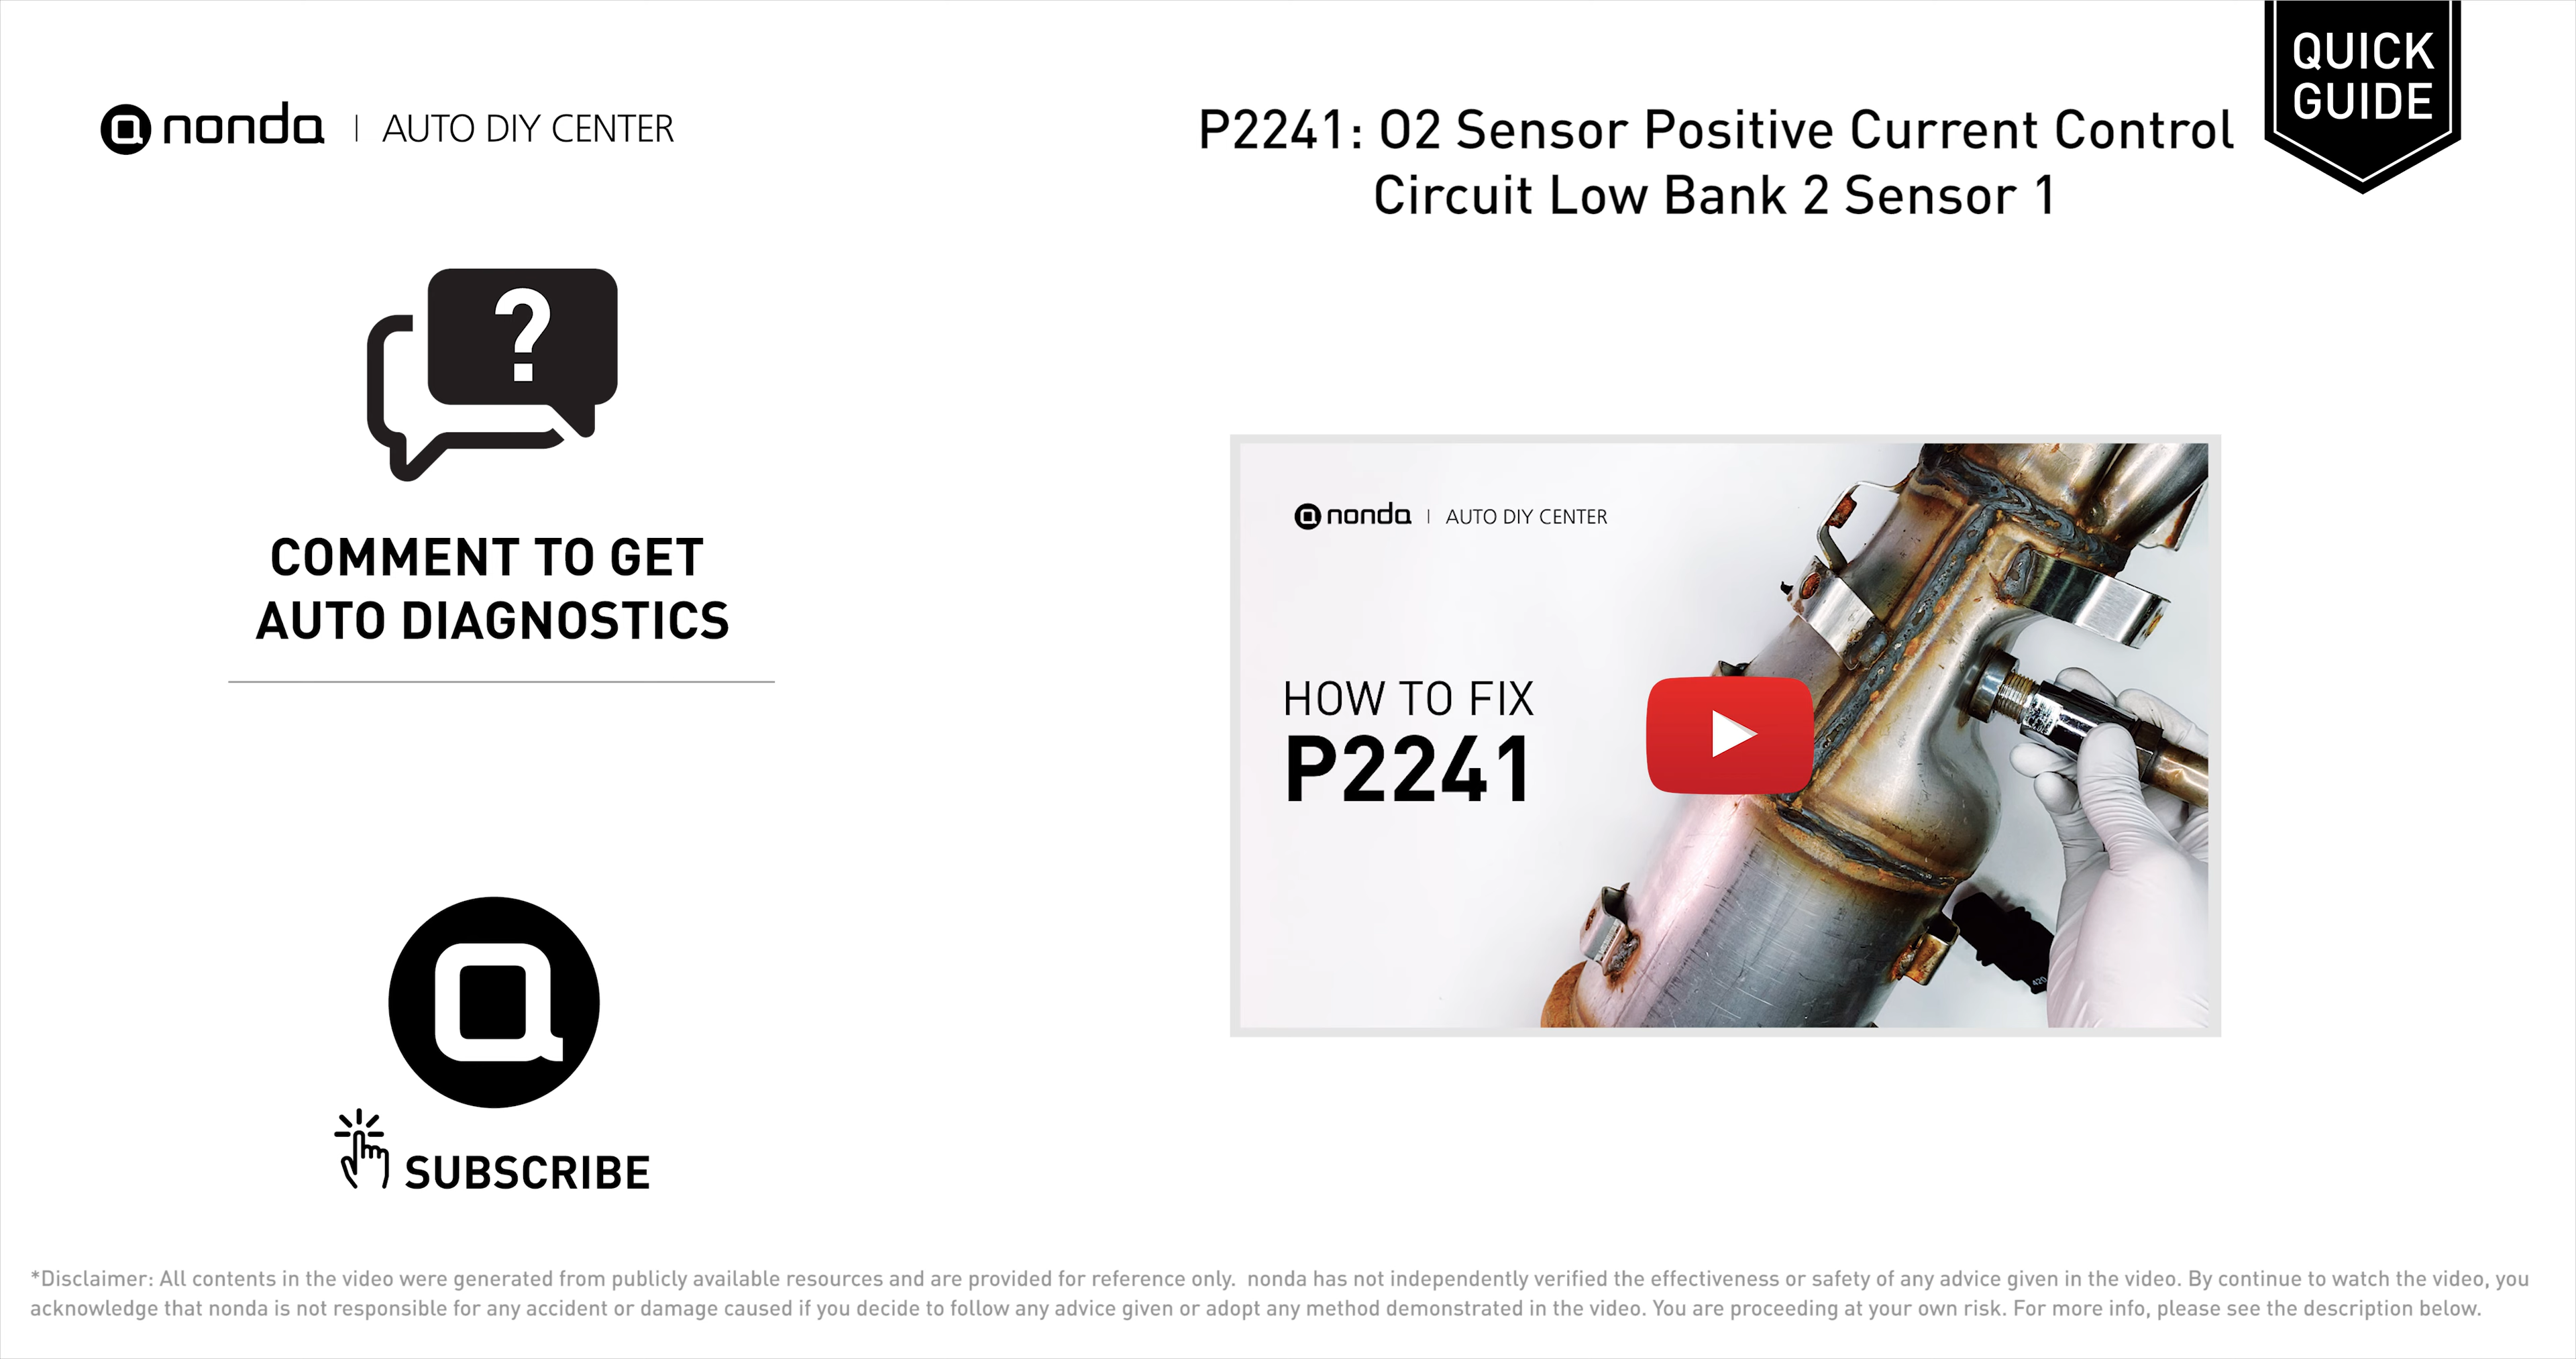 nonda | AUTO DIY CENTER
QUICK
GUIDE
P2241: O2 Sensor Positive Current Control
Circuit Low Bank 2 Sensor 1
?
COMMENT TO GET
AUTO DIAGNOSTICS
nonda | AUTO DIY CENTER
HOW TO FIX
P2241
420
SUBSCRIBE
*Disclaimer: All contents in the video were generated from publicly available resources and are provided for reference only. nonda has not independently verified the effectiveness or safety of any advice given in the video. By continue to watch the video, you
acknowledge that nonda is not responsible for any accident or damage caused if you decide to follow any advice given or adopt any method demonstrated in the video. You are proceeding at your own risk. For more info, please see the description below.